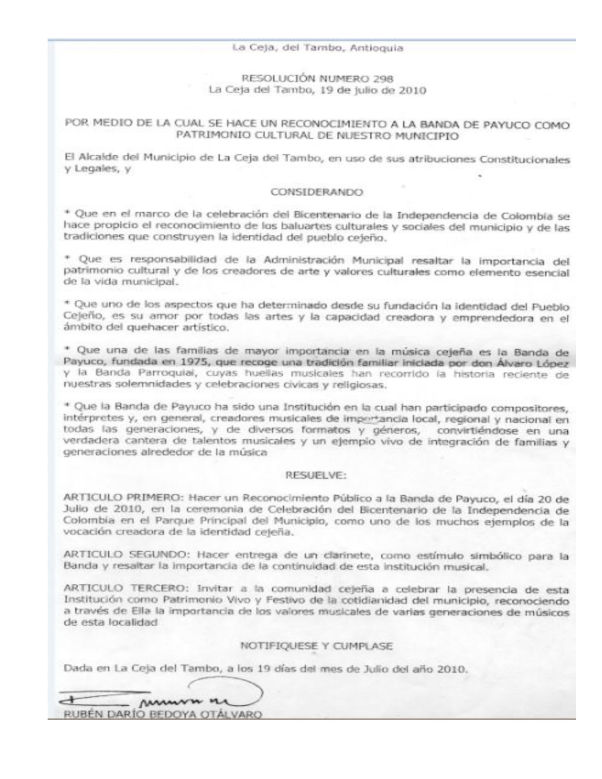 La Ceja, del Tambo, Antioquia
RESOLUCIÓN NUMERO 298
La Ceja del Tambo, 19 de julio de 2010
POR MEDIO DE LA CUAL SE HACE UN RECONOCIMIENTO A LA BANDA DE PAYUCO COMO
PATRIMONIO CULTURAL DE NUESTRO MUNICIPIO
El Alcalde del Municipio de La Ceja del Tambo, en uso de sus atribuciones Constitucionales
y Legales, y
CONSIDERANDO
* Que en el marco de la celebración del Bicentenario de la Independencia de Colombia se
hace propicio el reconocimiento de los baluartes culturales y sociales del municipio y de las
tradiciones que construyen la identidad del pueblo cejeño.
* Que es responsabilidad de la Administración Municipal resaltar la importancia del
patrimonio cultural y de los creadores de arte y valores culturales como elemento esencial
de la vida municipal.
* Que uno de los aspectos que ha determinado desde su fundación la identidad del Pueblo
Cejeño, es su amor por todas las artes y la capacidad creadora y emprendedora en el
ámbito del quehacer artístico.
* Que una de las familias de mayor importancia en la música cejeña es la Banda de
Payuco, fundada en 1975, que recoge una tradición familiar iniciada por don Álvaro López
y la Banda Parroquial, cuyas huellas musicales han recorrido la historia reciente de
nuestras solemnidades y celebraciones cívicas y religiosas.
* Que la Banda de Payuco ha sido una Institución en la cual han participado compositores,
intérpretes y, en general, creadores musicales de importancia local, regional y nacional en
todas las generaciones, y de diversos formatos y géneros, convirtiéndose en una
verdadera cantera de talentos musicales y un ejemplo vivo de integración de familias y
generaciones alrededor de la música
RESUELVE:
ARTICULO PRIMERO: Hacer un Reconocimiento Público a la Banda de Payuco, el día 20 de
Julio de 2010, en la ceremonia de Celebración del Bicentenario de la Independencia de
Colombia en el Parque Principal del Municipio, como uno de los muchos ejemplos de la
vocación creadora de la identidad cejeña.
ARTICULO SEGUNDO: Hacer entrega de un clarinete, como estímulo simbólico para la
Banda y resaltar la importancia de la continuidad de esta institución musical.
ARTICULO TERCERO: Invitar a la comunidad cejeña a celebrar la presencia de esta
Institución como Patrimonio Vivo y Festivo de la cotidianidad del municipio, reconociendo
a través de Ella la importancia de los valores musicales de varias generaciones de músicos
de esta localidad
NOTIFIQUESE Y CUMPLASE
Dada en La Ceja del Tambo, a los 19 días del mes de Julio del año 2010.
RUBÉN DARÍO BEDOYA OTÁLVARO